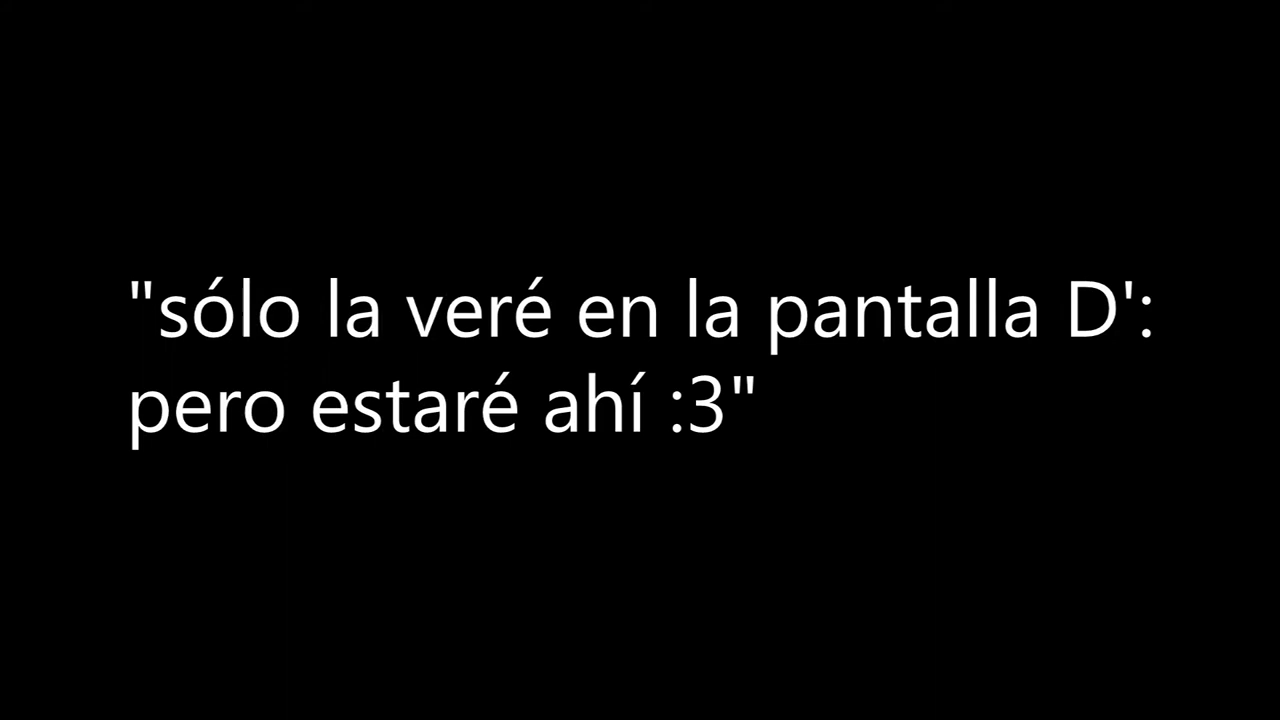 "sólo la veré en la pantalla D':
pero estaré ahí :3"